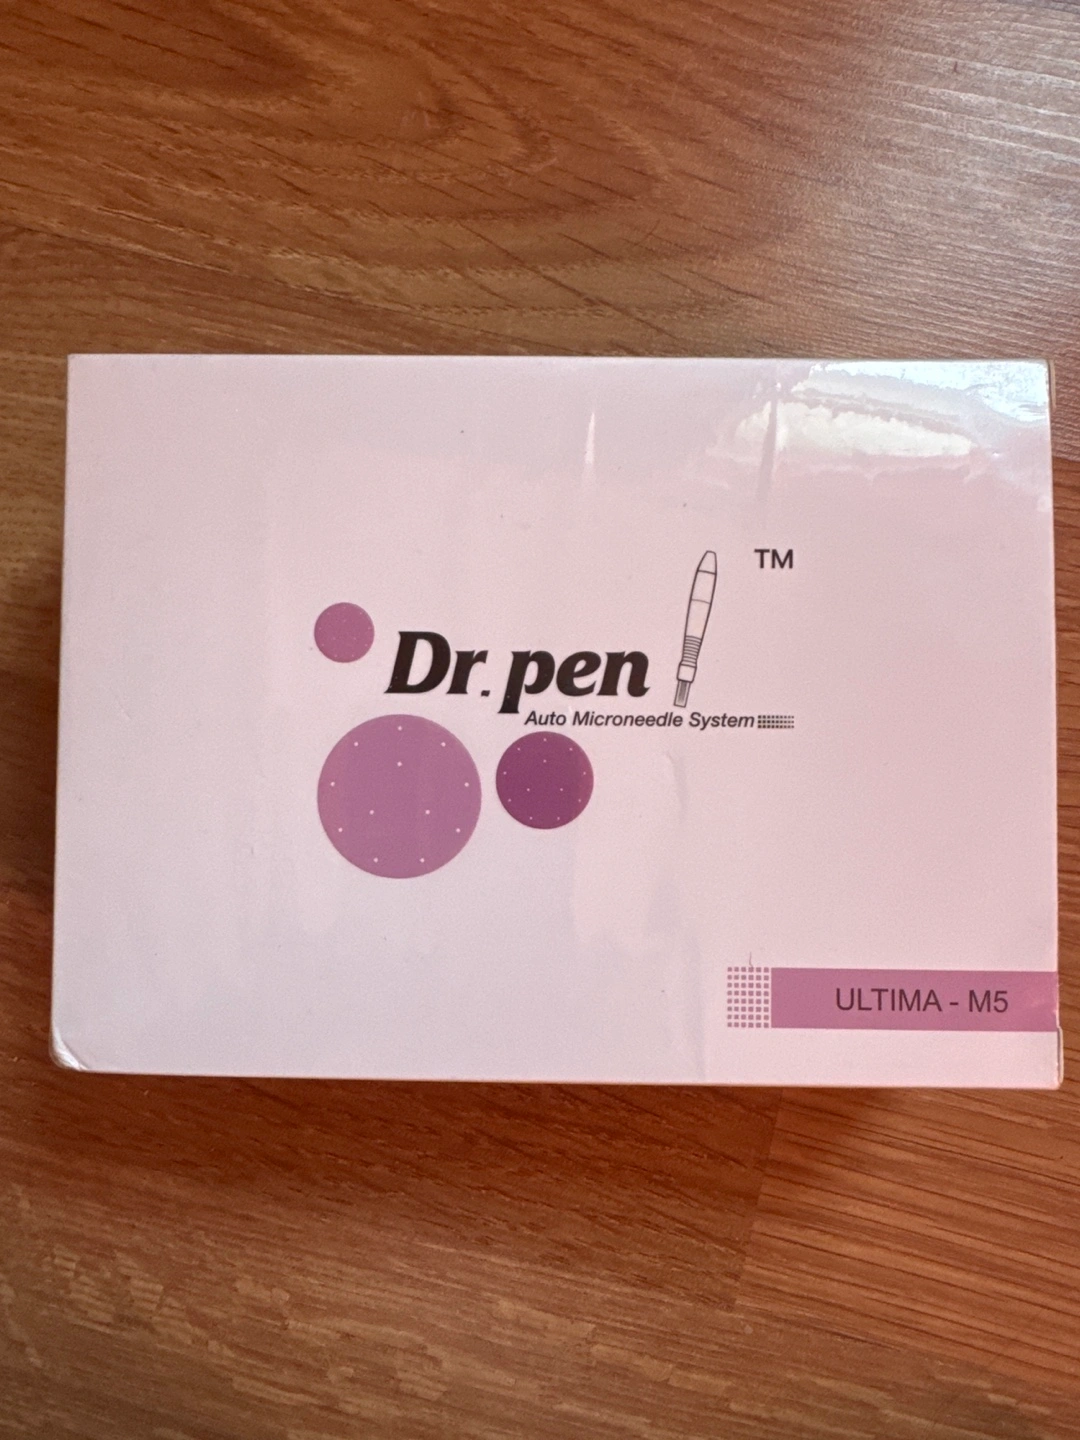 TM
Dr. pen
Auto Microneedle System
ULTIMA - M5